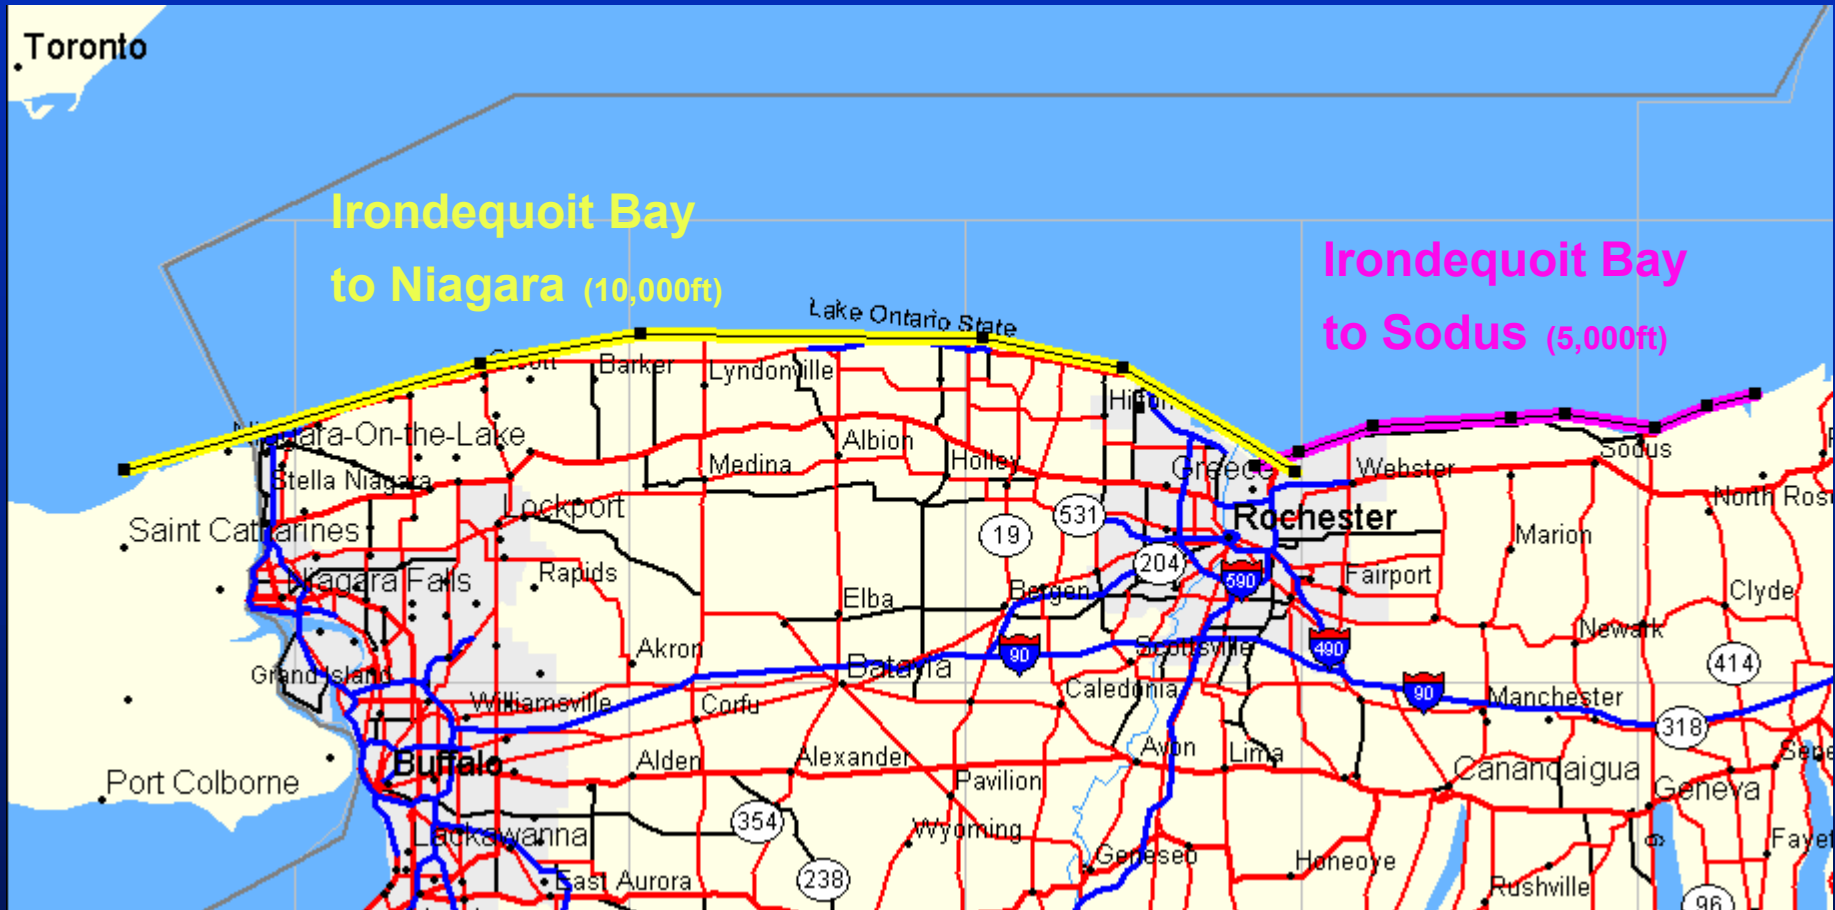 Toronto
Irondequoit Bay
to Niagara (10,000ft)
Irondequoit Bay
to Sodus (5,000ft)
Lake Ontario State
Olcott
Barker
Lyndonville
Hilton
Niagara-On-the-Lake
Albion
Medina
Holley
Greece
Webster
Sodus
Stella Niagara
Lockport
North Ros
Saint Catharines
531
19
Rochester
Marion
204
590
Niagara Falls
Rapids
Elba
Bergen
Fairport
Clyde
Newark
Akron
90
Scottsville
490
414
Grand Island
Batavia
Williamsville
Corfu
Caledonia
90
Manchester
318
Buffalo
Alden
Alexander
Avon
Lima
Sene
Port Colborne
Pavilion
Canandaigua
Geneva
354
Lackawanna
Wyoming
Fayet
Geneseo
Honeoye
238
East Aurora
Rushville
96